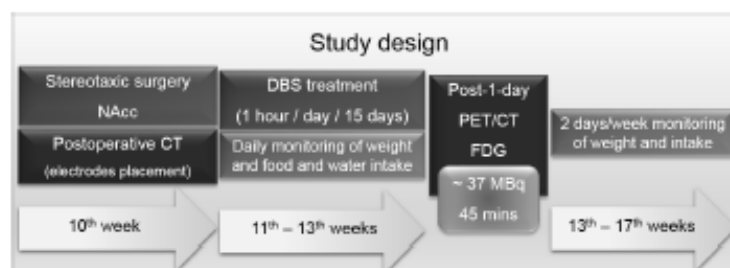 Study design
Stereotaxic surgery
NAcc
Postoperative CT
(electrodes placement)
10th week
DBS treatment
(1 hour / day / 15 days)
Daily monitoring of weight
and food and water intake
11th – 13th weeks
Post-1-day
PET/CT
FDG
~ 37 MBq
45 mins
2 days/week monitoring
of weight and intake
13th – 17th weeks